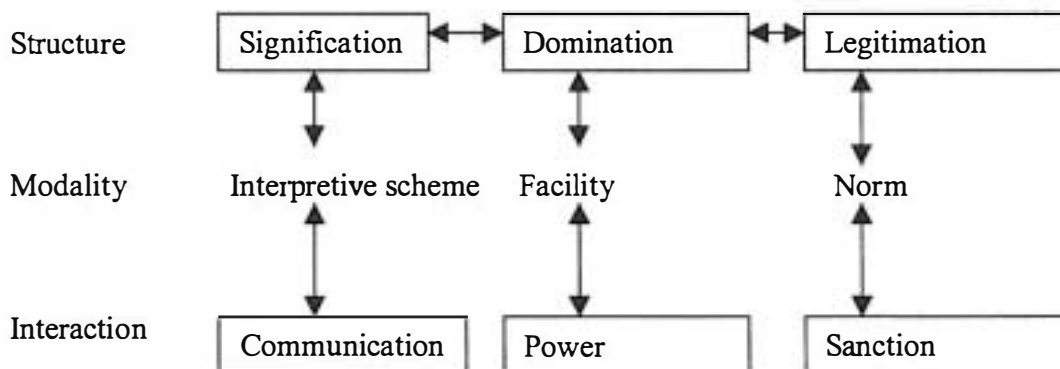 Structure Signification Domination Legitimation
Modality Interpretive scheme Facility Norm
Interaction Communication Power Sanction